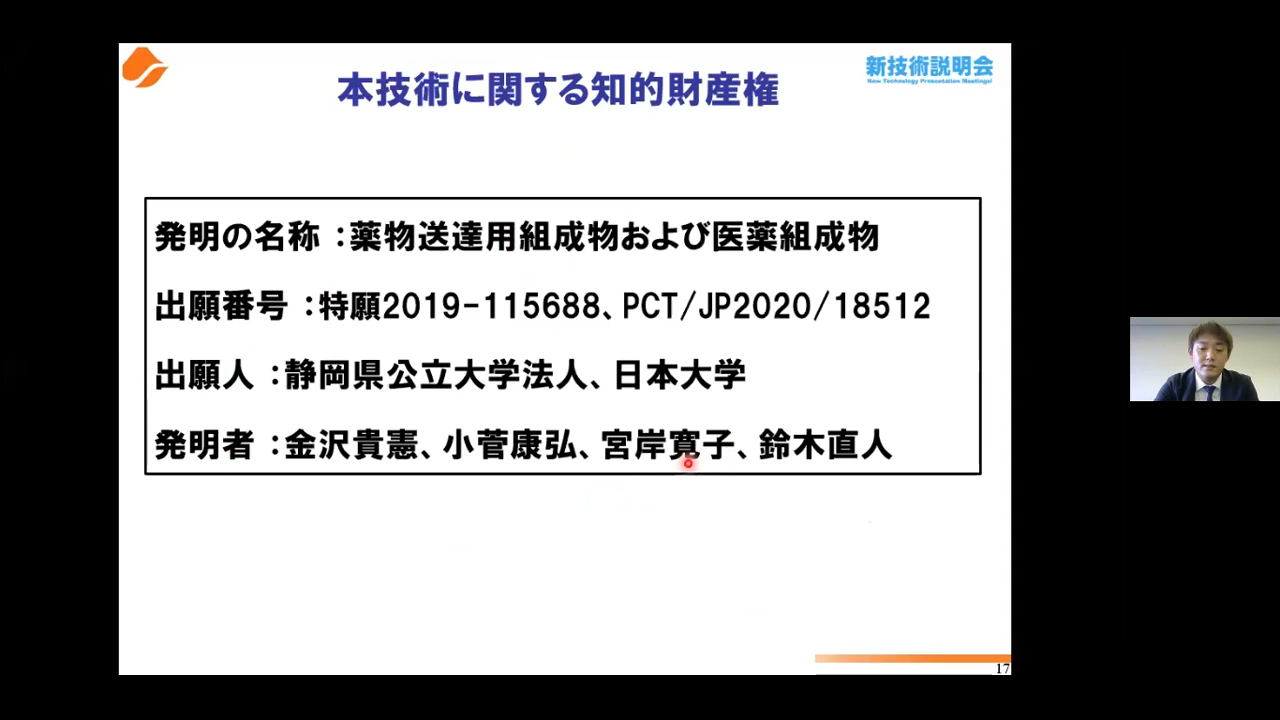 新技術説明会
New Technology Presentation Meetings!
本技術に関する知的財産権
発明の名称 ：薬物送達用組成物および医薬組成物
出願番号 ：特願2019-115688、PCT/JP2020/18512
出願人 ：静岡県公立大学法人、日本大学
発明者 ：金沢貴憲、小菅康弘、宮岸寛子、鈴木直人
17